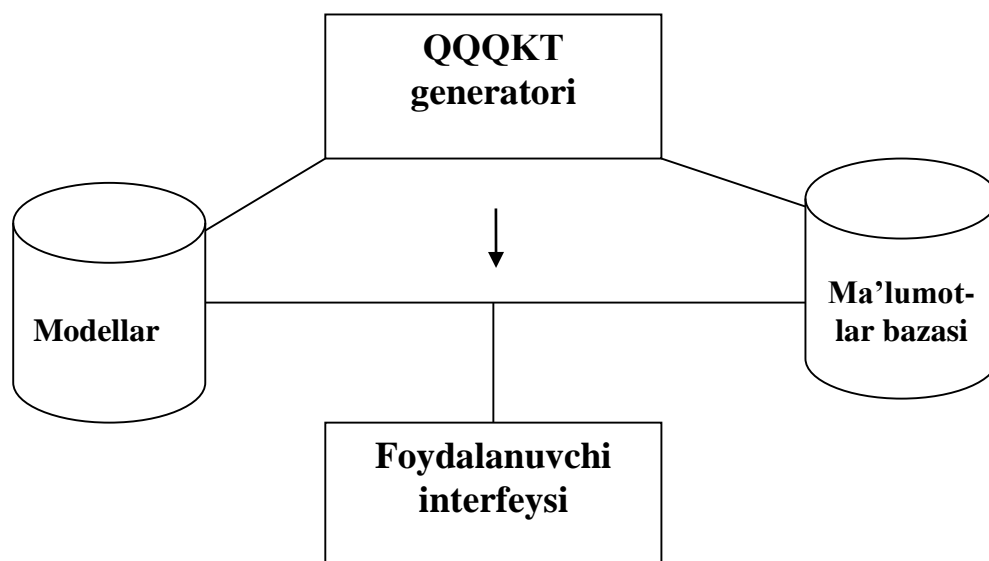 QQQKT
generatori
Modellar
Ma’lumot-
lar bazasi
Foydalanuvchi
interfeysi